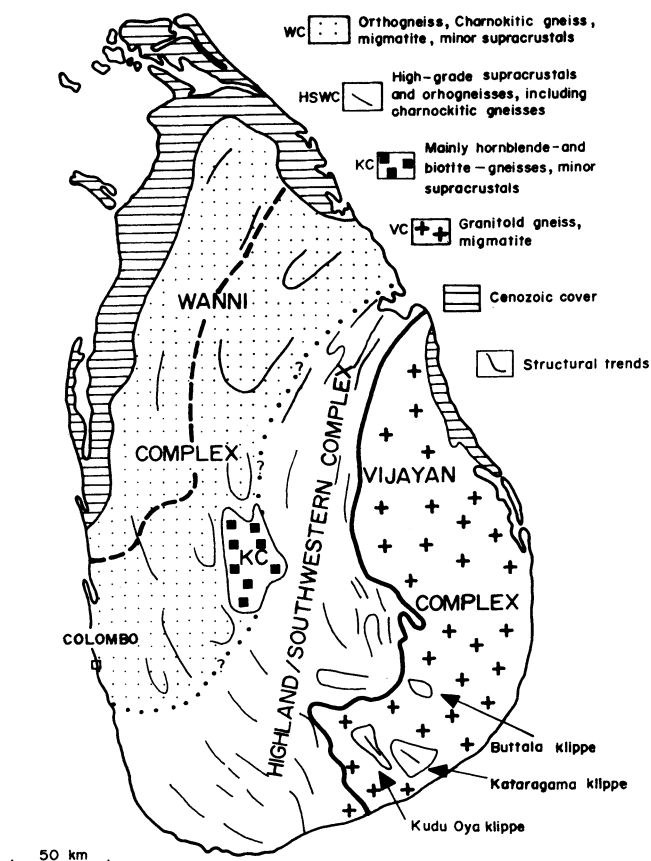 WC Orthogneiss, Charnokitic gneiss,
migmatite, minor supracrustals
High-grade supracrustals
HSWC and orhogneisses, including
charnockitic gneisses
Mainly hornblende-and
KC biotite-gneisses, minor
supracrustals
VC Granitoid gneiss,
migmatite
Cenozoic cover
Structural trends
WANNI
COMPLEX
?
?
?
KC
HIGHLAND/SOUTHWESTERN COMPLEX
VIJAYAN
COMPLEX
COLOMBO
Buttala klippe
Kataragama klippe
Kudu Oya klippe
50 km